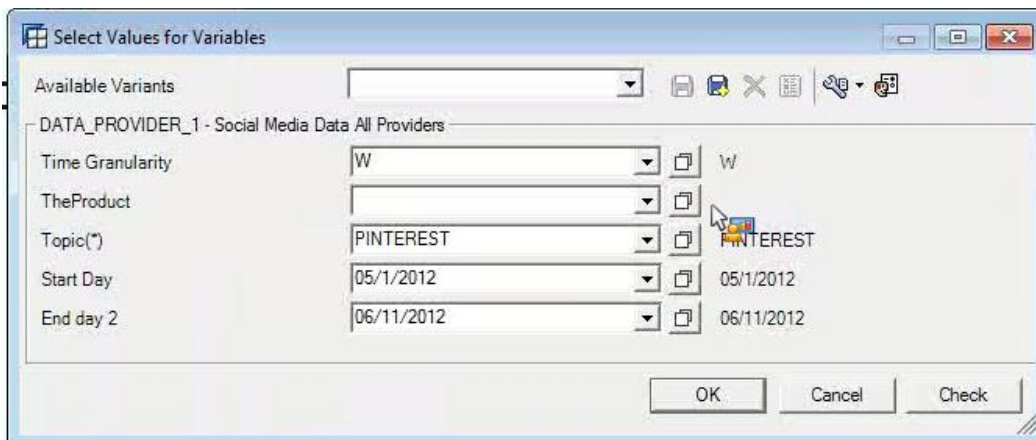 Select Values for Variables
Available Variants
DATA_PROVIDER_1 - Social Media Data All Providers
Time Granularity W W
TheProduct
Topic(*) PINTEREST PINTEREST
Start Day 05/1/2012 05/1/2012
End day 2 06/11/2012 06/11/2012
OK Cancel Check